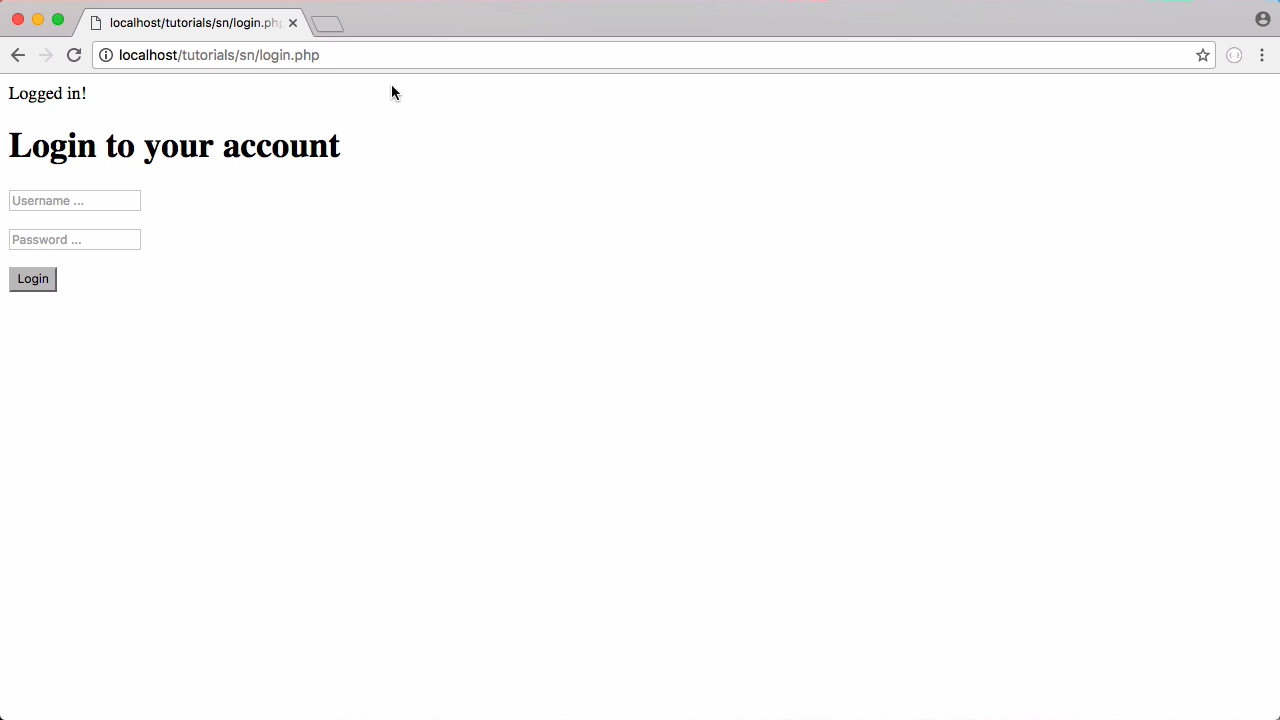 localhost/tutorials/sn/login.php
localhost/tutorials/sn/login.php
Logged in!
Login to your account
Username ...
Password ...
Login